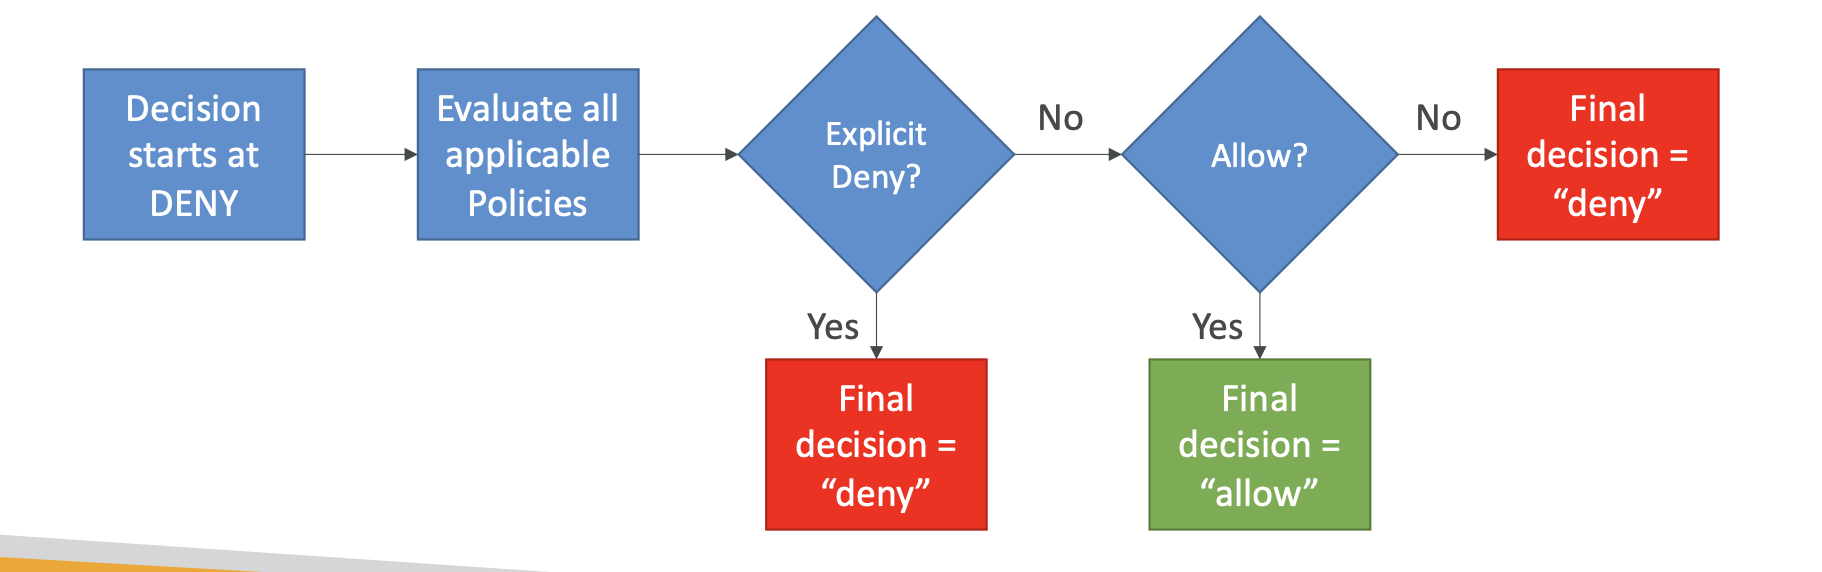 Decision
starts at
DENY
Evaluate all
applicable
Policies
Explicit
Deny?
No
Allow?
No
Final
decision =
“deny”
Yes
Final
decision =
“deny”
Yes
Final
decision =
“allow”